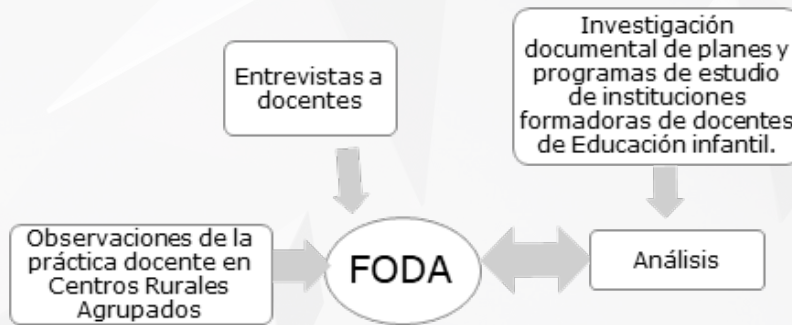 Investigación
documental de planes y
programas de estudio
de instituciones
formadoras de docentes
de Educación infantil.
Entrevistas a
docentes
Observaciones de la
práctica docente en
Centros Rurales
Agrupados
FODA
Análisis